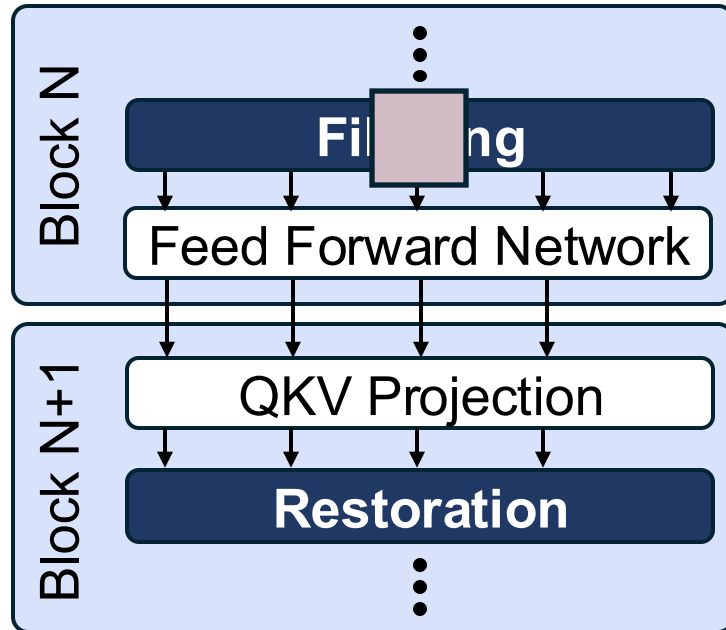 Block N
Feed Forward Network
Block N+1
QKV Projection
Restoration